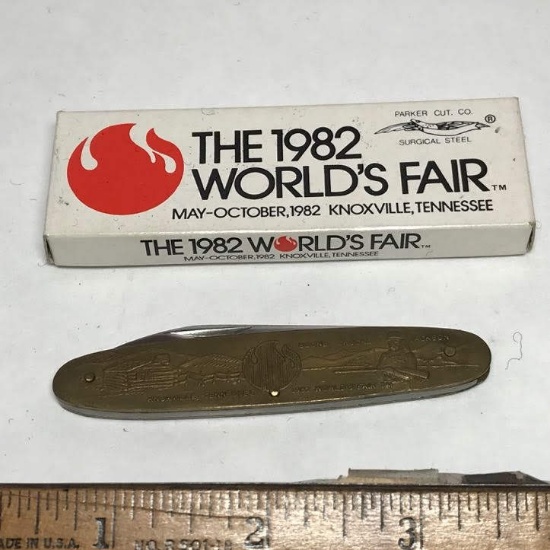 PARKER CUT. CO.
®
SURGICAL STEEL
THE 1982
WORLD'S FAIR™
MAY-OCTOBER, 1982 KNOXVILLE, TENNESSEE
THE 1982 WORLD'S FAIR™
MAY-OCTOBER, 1982 KNOXVILLE, TENNESSEE
1 2 3
MADE IN U.S.A.